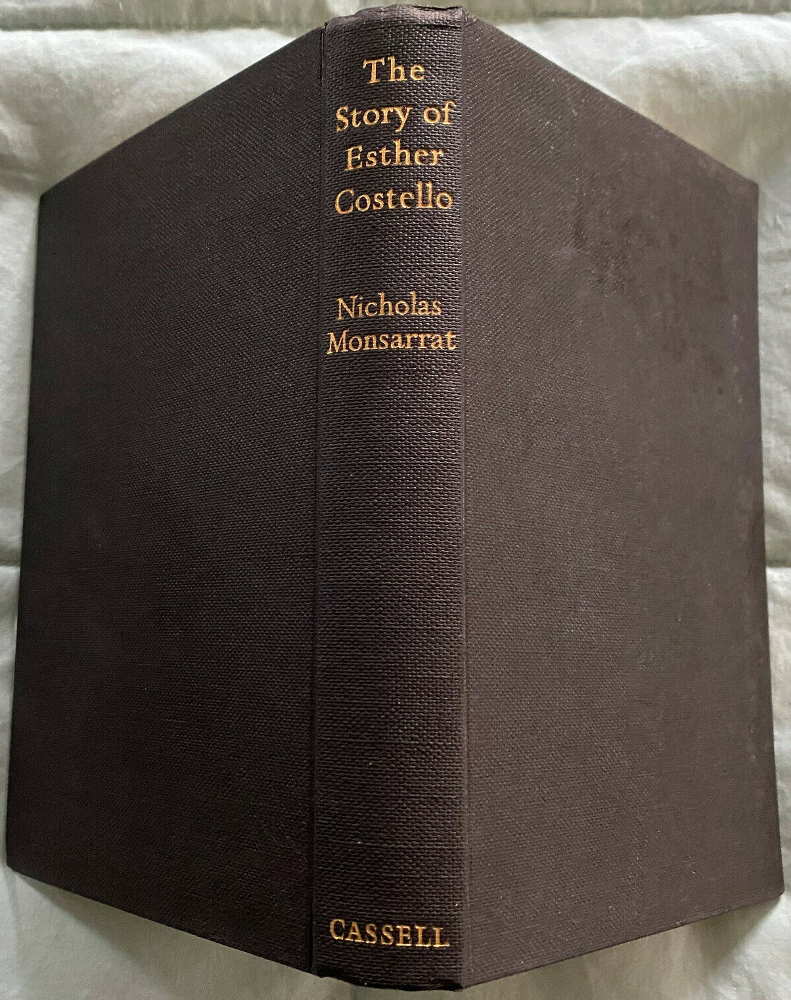 The
Story of
Esther
Costello
Nicholas
Monsarrat
CASSELL